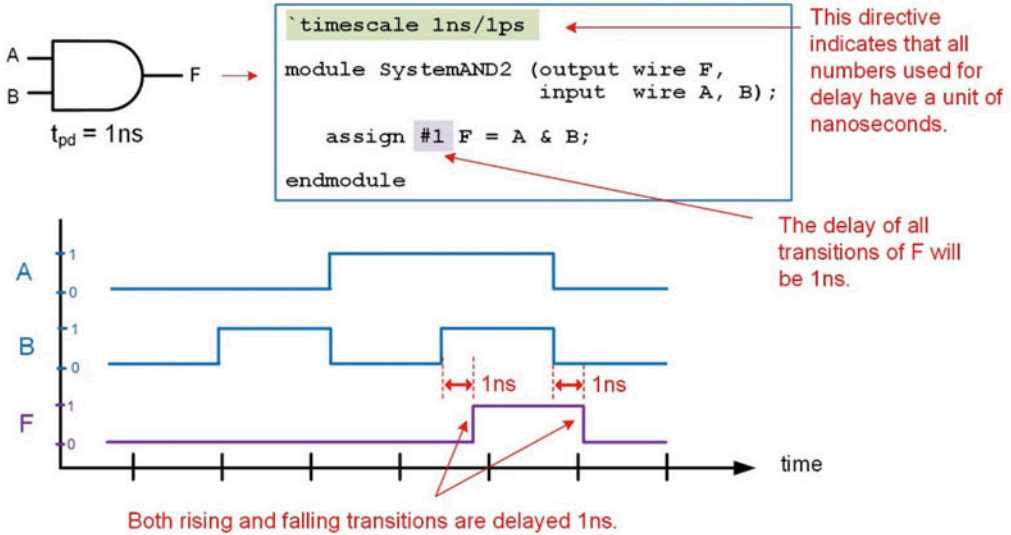 A
B
F
tpd = 1ns
`timescale 1ns/1ps
module SystemAND2 (output wire F,
input wire A, B);
assign #1 F = A & B;
endmodule
This directive
indicates that all
numbers used for
delay have a unit of
nanoseconds.
The delay of all
transitions of F will
be 1ns.
A
1
0
B
1
0
1ns
1ns
F
1
0
time
Both rising and falling transitions are delayed 1ns.